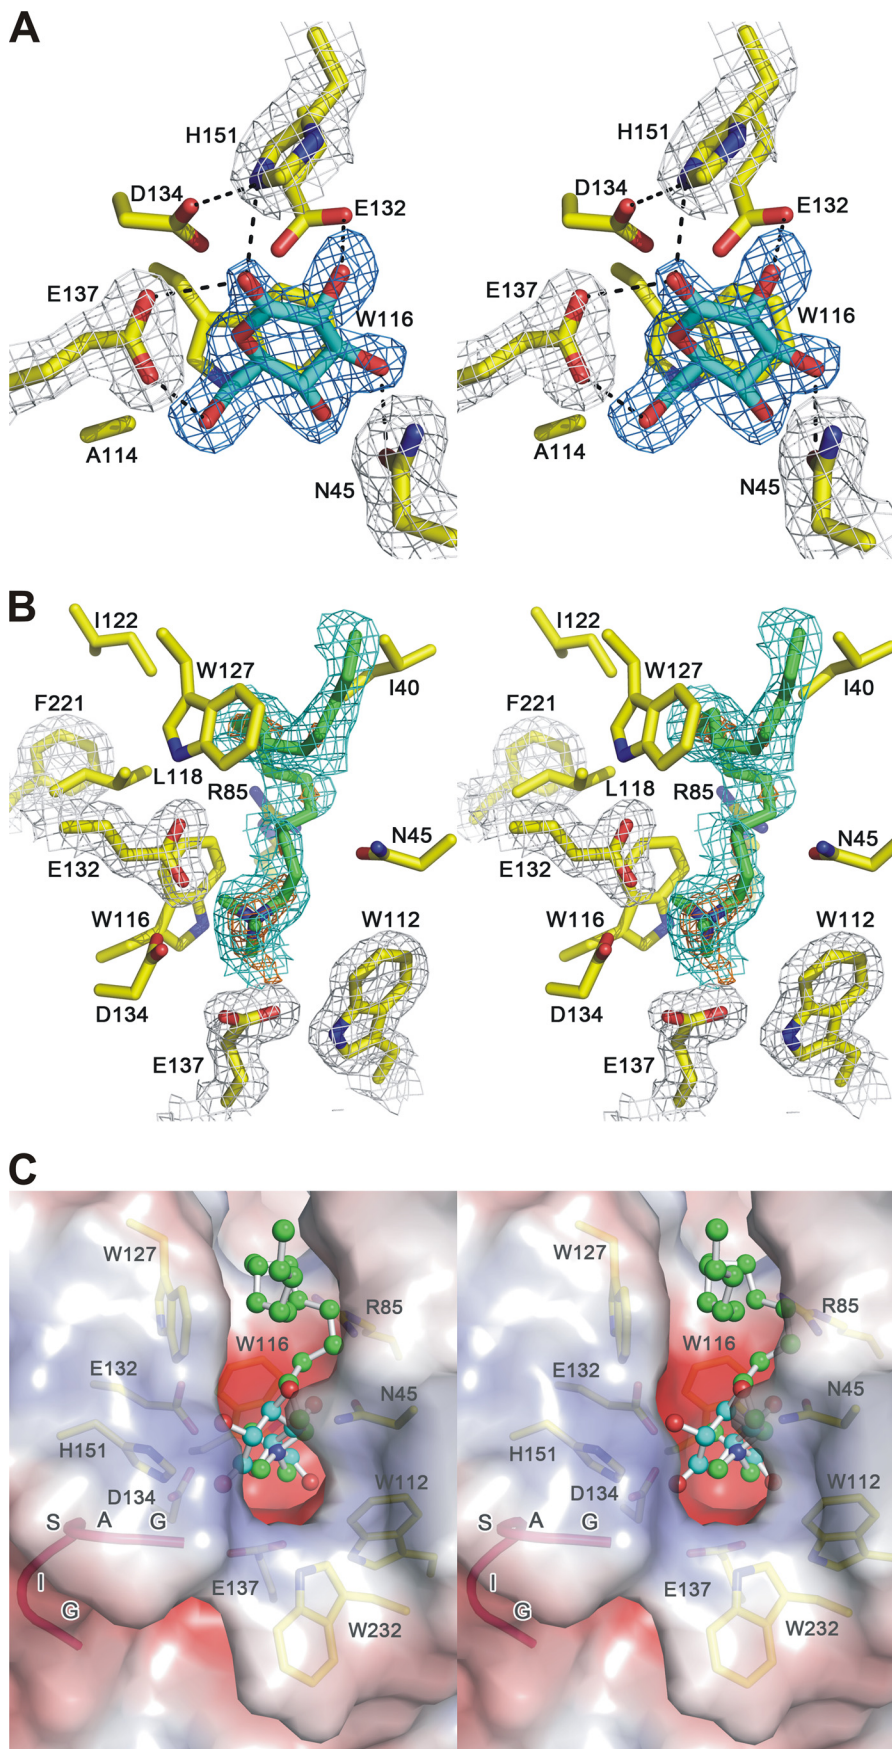 A
H151
D134
E132
E137
W116
A114
N45
H151
D134
E132
E137
W116
A114
N45
B
I122
W127
I40
F221
L118
R85
N45
E132
W116
W112
D134
E137
I122
W127
I40
F221
L118
R85
N45
E132
W116
W112
D134
E137
C
W127
R85
W116
E132
N45
H151
W112
D134
S A G
I
G
E137
W232
W127
R85
W116
E132
N45
H151
W112
D134
S A G
I
G
E137
W232